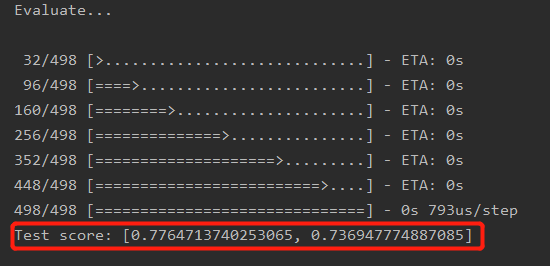 Evaluate...
32/498 [>.............................] - ETA: 0s
96/498 [====>.........................] - ETA: 0s
160/498 [========>.....................] - ETA: 0s
256/498 [==============>...............] - ETA: 0s
352/498 [====================>.........] - ETA: 0s
448/498 [=========================>....] - ETA: 0s
498/498 [==============================] - 0s 793us/step
Test score: [0.7764713740253065, 0.736947774887085]